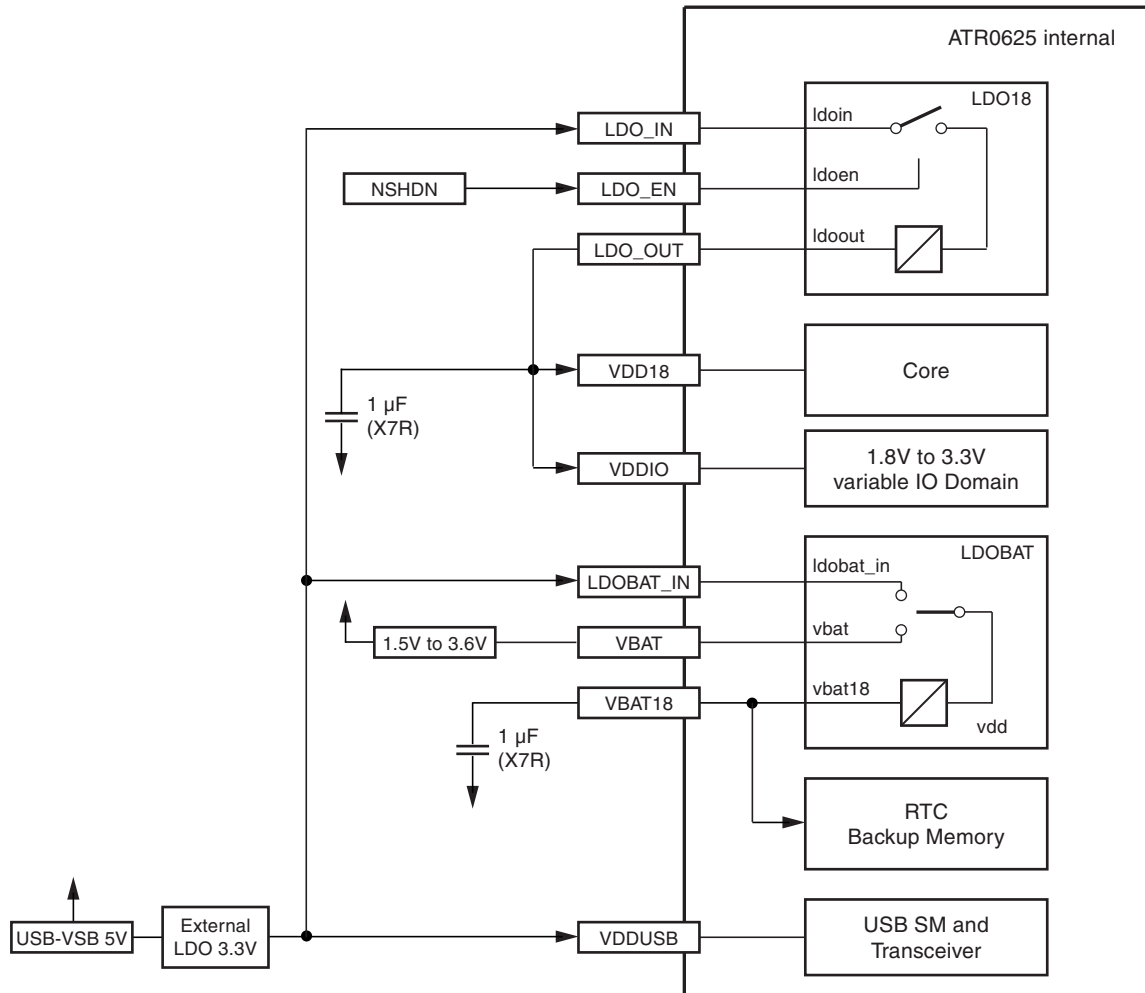 ATR0625 internal
LDO18
LDO_IN
ldoin
NSHDN
LDO_EN
ldoen
LDO_OUT
ldoout
VDD18
Core
1 µF
(X7R)
VDDIO
1.8V to 3.3V
variable IO Domain
LDOBAT
LDOBAT_IN
ldobat_in
1.5V to 3.6V
VBAT
vbat
VBAT18
vbat18
vdd
1 µF
(X7R)
RTC
Backup Memory
USB-VSB 5V
External
LDO 3.3V
VDDUSB
USB SM and
Transceiver